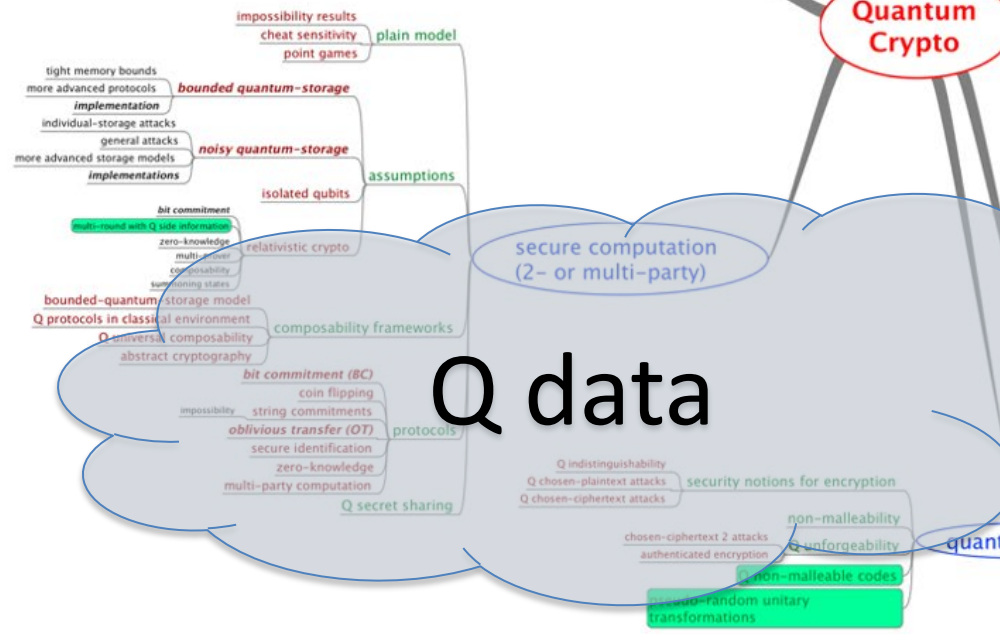 Quantum
Crypto
impossibility results
cheat sensitivity
point games
plain model
tight memory bounds
more advanced protocols
implementation
bounded quantum-storage
individual-storage attacks
general attacks
more advanced storage models
implementations
noisy quantum-storage
isolated qubits
assumptions
bit commitment
multi-round with Q side information
zero-knowledge
multi-prover
composability
summoning states
relativistic crypto
secure computation
(2- or multi-party)
bounded-quantum-storage model
Q protocols in classical environment
Q universal composability
abstract cryptography
composability frameworks
Q data
bit commitment (BC)
coin flipping
impossibility
string commitments
oblivious transfer (OT)
secure identification
zero-knowledge
multi-party computation
protocols
Q secret sharing
Q indistinguishability
Q chosen-plaintext attacks
Q chosen-ciphertext attacks
security notions for encryption
non-malleability
chosen-ciphertext 2 attacks
authenticated encryption
Q unforgeability
quant
Q non-malleable codes
pseudo-random unitary
transformations